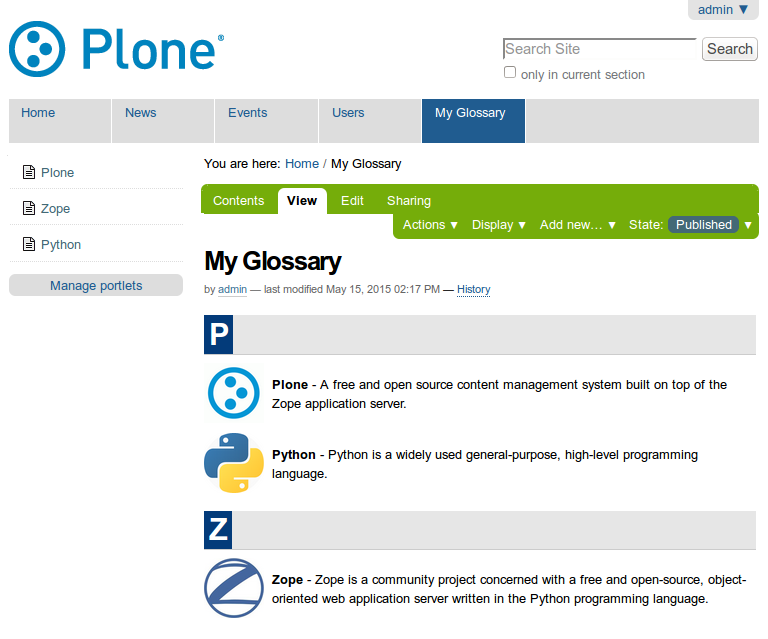 admin ▼
Plone®
Search Site
Search
only in current section
Home
News
Events
Users
My Glossary
You are here: Home / My Glossary
Plone
Zope
Python
Manage portlets
Contents
View
Edit
Sharing
Actions ▼
Display ▼
Add new… ▼
State: Published ▼
My Glossary
by admin — last modified May 15, 2015 02:17 PM — History
P
Plone - A free and open source content management system built on top of the
Zope application server.
Python - Python is a widely used general-purpose, high-level programming
language.
Z
Zope - Zope is a community project concerned with a free and open-source, object-
oriented web application server written in the Python programming language.